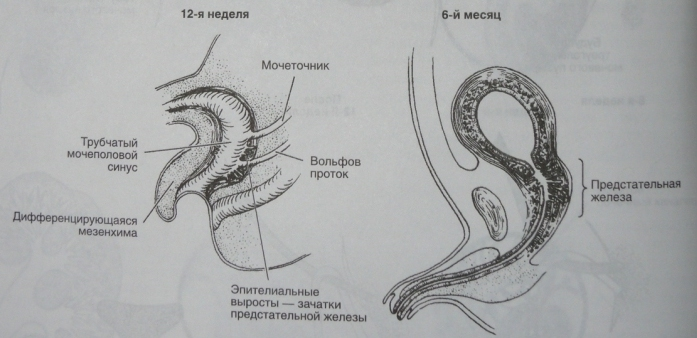 12-я неделя
6-й месяц
Мочеточник
Трубчатый
мочеполовой
синус
Вольфов
проток
Предстательная
железа
Дифференцирующаяся
мезенхима
Эпителиальные
выросты — зачатки
предстательной железы